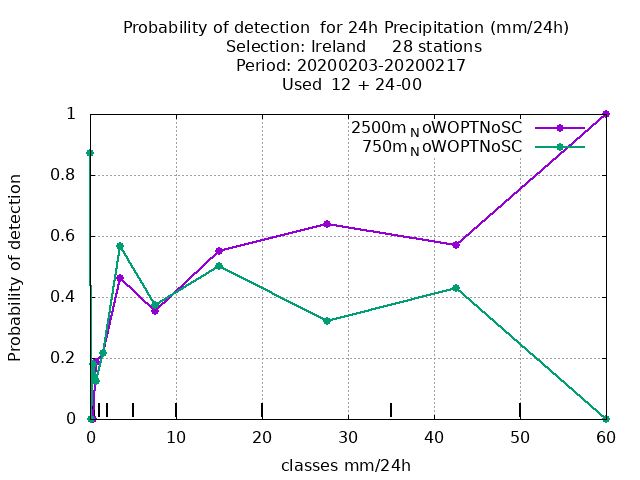 Probability of detection  for 24h Precipitation (mm/24h)
Selection: Ireland     28 stations
Period: 20200203-20200217
Used  12 + 24-00
2500m_NoWOPTNoSC
750m_NoWOPTNoSC
Probability of detection
1
0.8
0.6
0.4
0.2
0
0 10 20 30 40 50 60
classes mm/24h